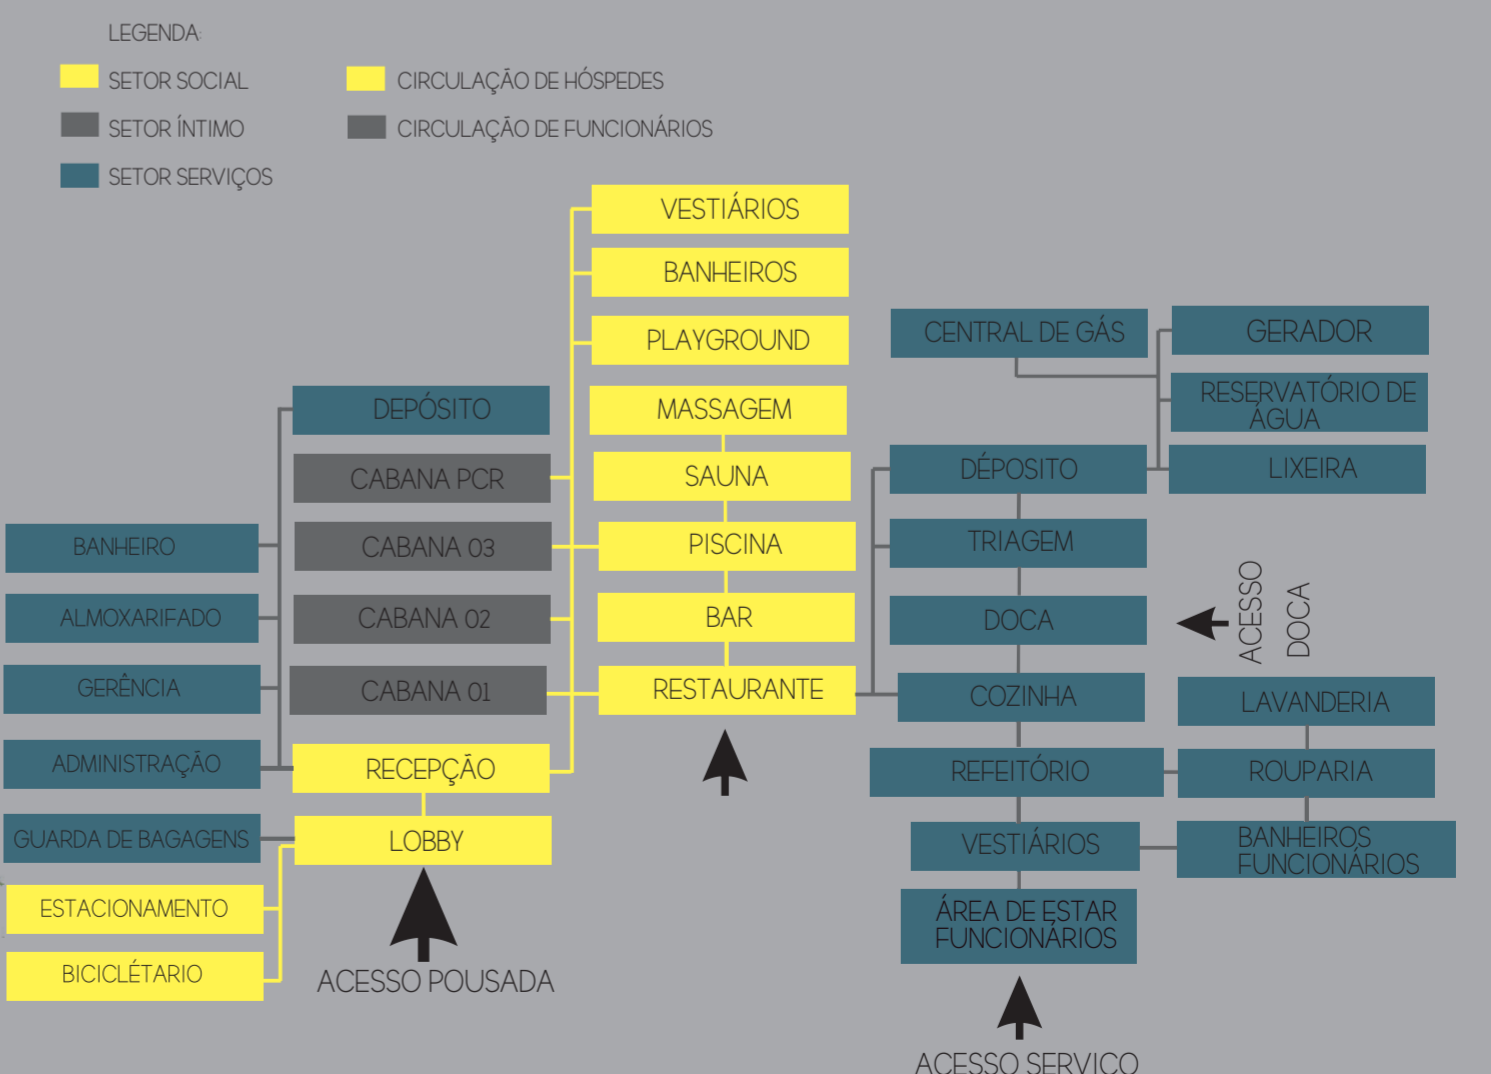 LEGENDA:
SETOR SOCIAL
CIRCULAÇÃO DE HÓSPEDES
SETOR ÍNTIMO
CIRCULAÇÃO DE FUNCIONÁRIOS
SETOR SERVIÇOS
VESTIÁRIOS
BANHEIROS
PLAYGROUND
MASSAGEM
SAUNA
PISCINA
BAR
RESTAURANTE
DEPÓSITO
CABANA PCR
CABANA 03
CABANA 02
CABANA 01
RECEPÇÃO
LOBBY
BANHEIRO
ALMOXARIFADO
GERÊNCIA
ADMINISTRAÇÃO
GUARDA DE BAGAGENS
ESTACIONAMENTO
BICICLÉTARIO
ACESSO POUSADA
CENTRAL DE GÁS
GERADOR
RESERVATÓRIO DE
ÁGUA
DÉPOSITO
LIXEIRA
TRIAGEM
DOCA
ACESSO
DOCA
COZINHA
LAVANDERIA
REFEITÓRIO
ROUPARIA
VESTIÁRIOS
BANHEIROS
FUNCIONÁRIOS
ÁREA DE ESTAR
FUNCIONÁRIOS
ACESSO SERVIÇO